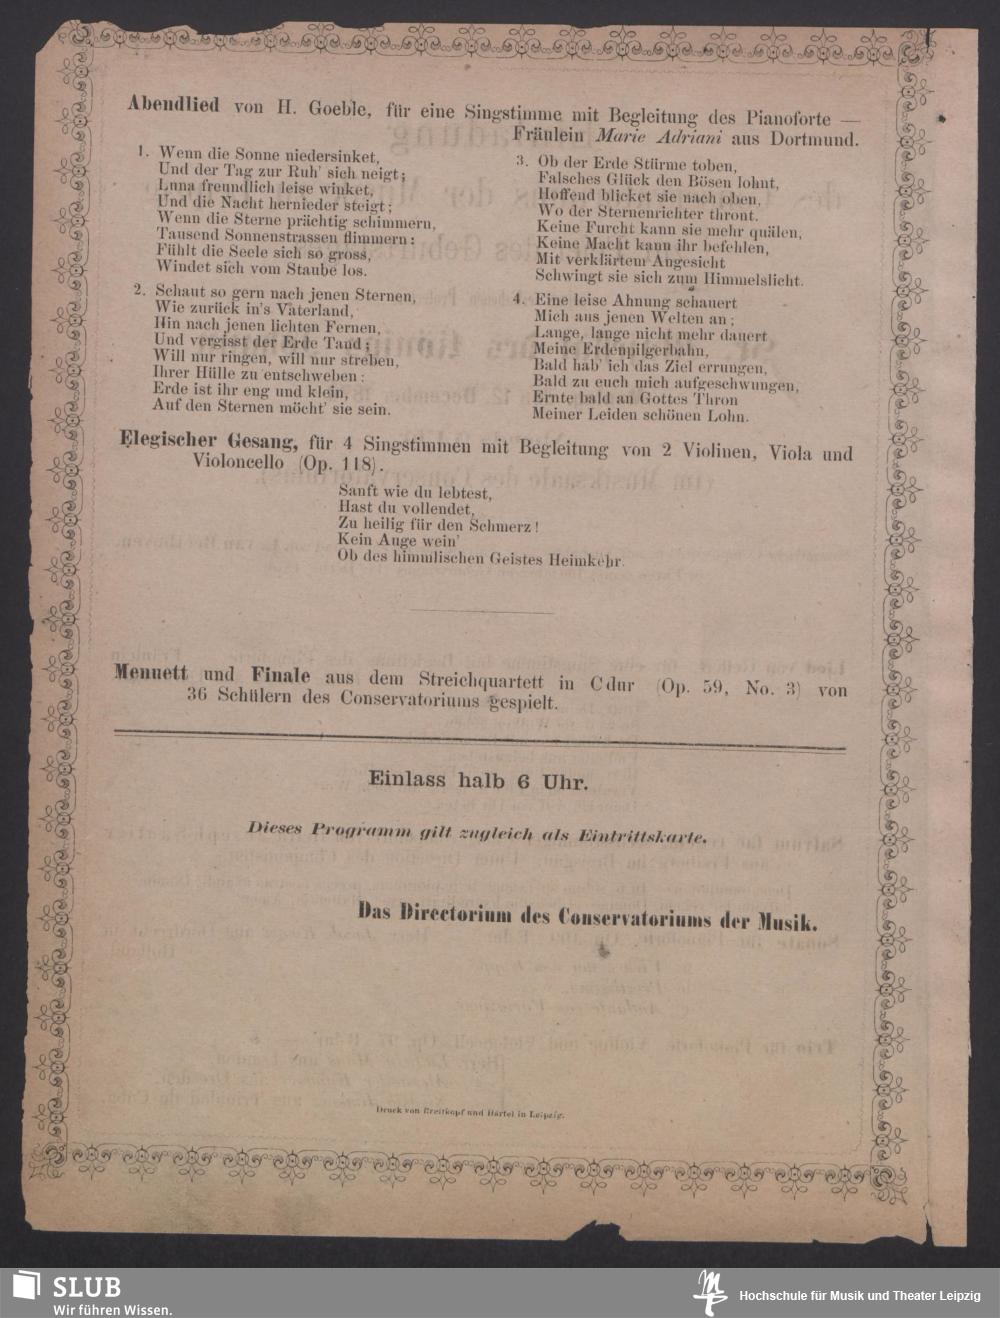 Abendlied von H. Goeble, für eine Singstimme mit Begleitung des Pianoforte —
Fräulein Marie Adriani aus Dortmund.
1. Wenn die Sonne niedersinket,
Und der Tag zur Ruh' sich neigt;
Luna freundlich leise winket,
Und die Nacht hernieder steigt;
Wenn die Sterne prächtig schimmern,
Tausend Sonnenstrassen flimmern:
Fühlt die Seele sich so gross,
Windet sich vom Staube los.
2. Schaut so gern nach jenen Sternen,
Wie zurück in's Vaterland,
Hin nach jenen lichten Fernen,
Und vergisst der Erde Tand;
Will nur ringen, will nur streben,
Ihrer Hülle zu entschweben:
Erde ist ihr eng und klein,
Auf den Sternen möcht' sie sein.
3. Ob der Erde Stürme toben,
Falsches Glück den Bösen lohnt,
Hoffend blicket sie nach oben,
Wo der Sternenrichter thront.
Keine Furcht kann sie mehr quälen,
Keine Macht kann ihr befehlen,
Mit verklärtem Angesicht
Schwingt sie sich zum Himmelslicht.
4. Eine leise Ahnung schauert
Mich aus jenen Welten an;
Lange, lange nicht mehr dauert
Meine Erdenpilgerbahn,
Bald hab' ich das Ziel errungen,
Bald zu euch mich aufgeschwungen,
Ernte bald an Gottes Thron
Meiner Leiden schönen Lohn.
Elegischer Gesang, für 4 Singstimmen mit Begleitung von 2 Violinen, Viola und
Violoncello (Op. 118).
Sanft wie du lebtest,
Hast du vollendet,
Zu heilig für den Schmerz!
Kein Auge wein'
Ob des himmlischen Geistes Heimkehr.
Menuett und Finale aus dem Streichquartett in Cdur (Op. 59, No. 3) von
36 Schülern des Conservatoriums gespielt.
Einlass halb 6 Uhr.
Dieses Programm gilt zugleich als Eintrittskarte.
Das Directorium des Conservatoriums der Musik.
Druck von Breitkopf und Härtel in Leipzig.
SLUB
Wir führen Wissen.
Hochschule für Musik und Theater Leipzig